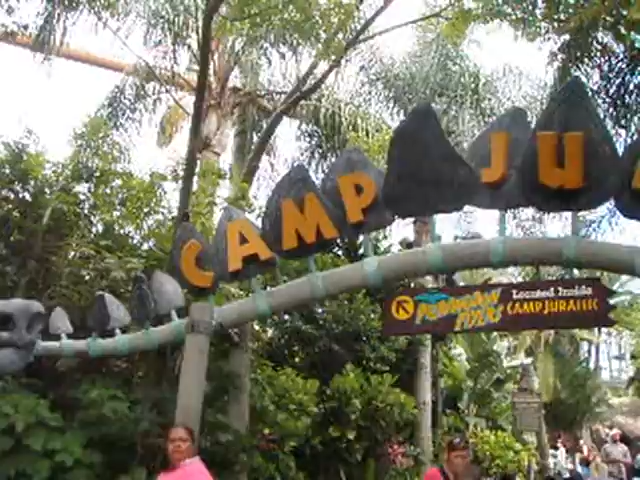 CAMP JU
PTERANODON
FLYERS
Located Inside
CAMP JURASSIC